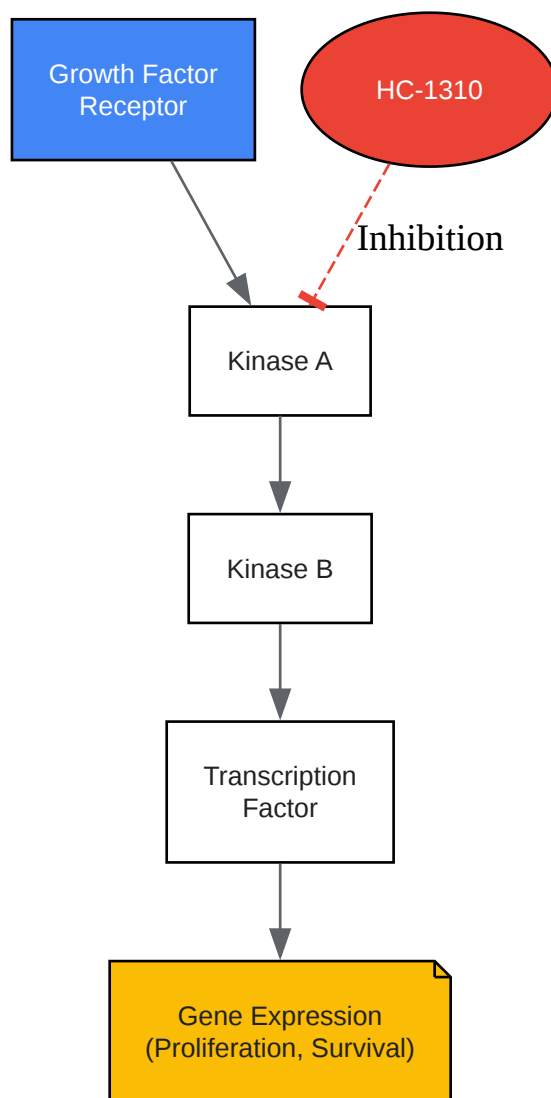 Growth Factor
Receptor
HC-1310
Inhibition
Kinase A
Kinase B
Transcription
Factor
Gene Expression
(Proliferation, Survival)